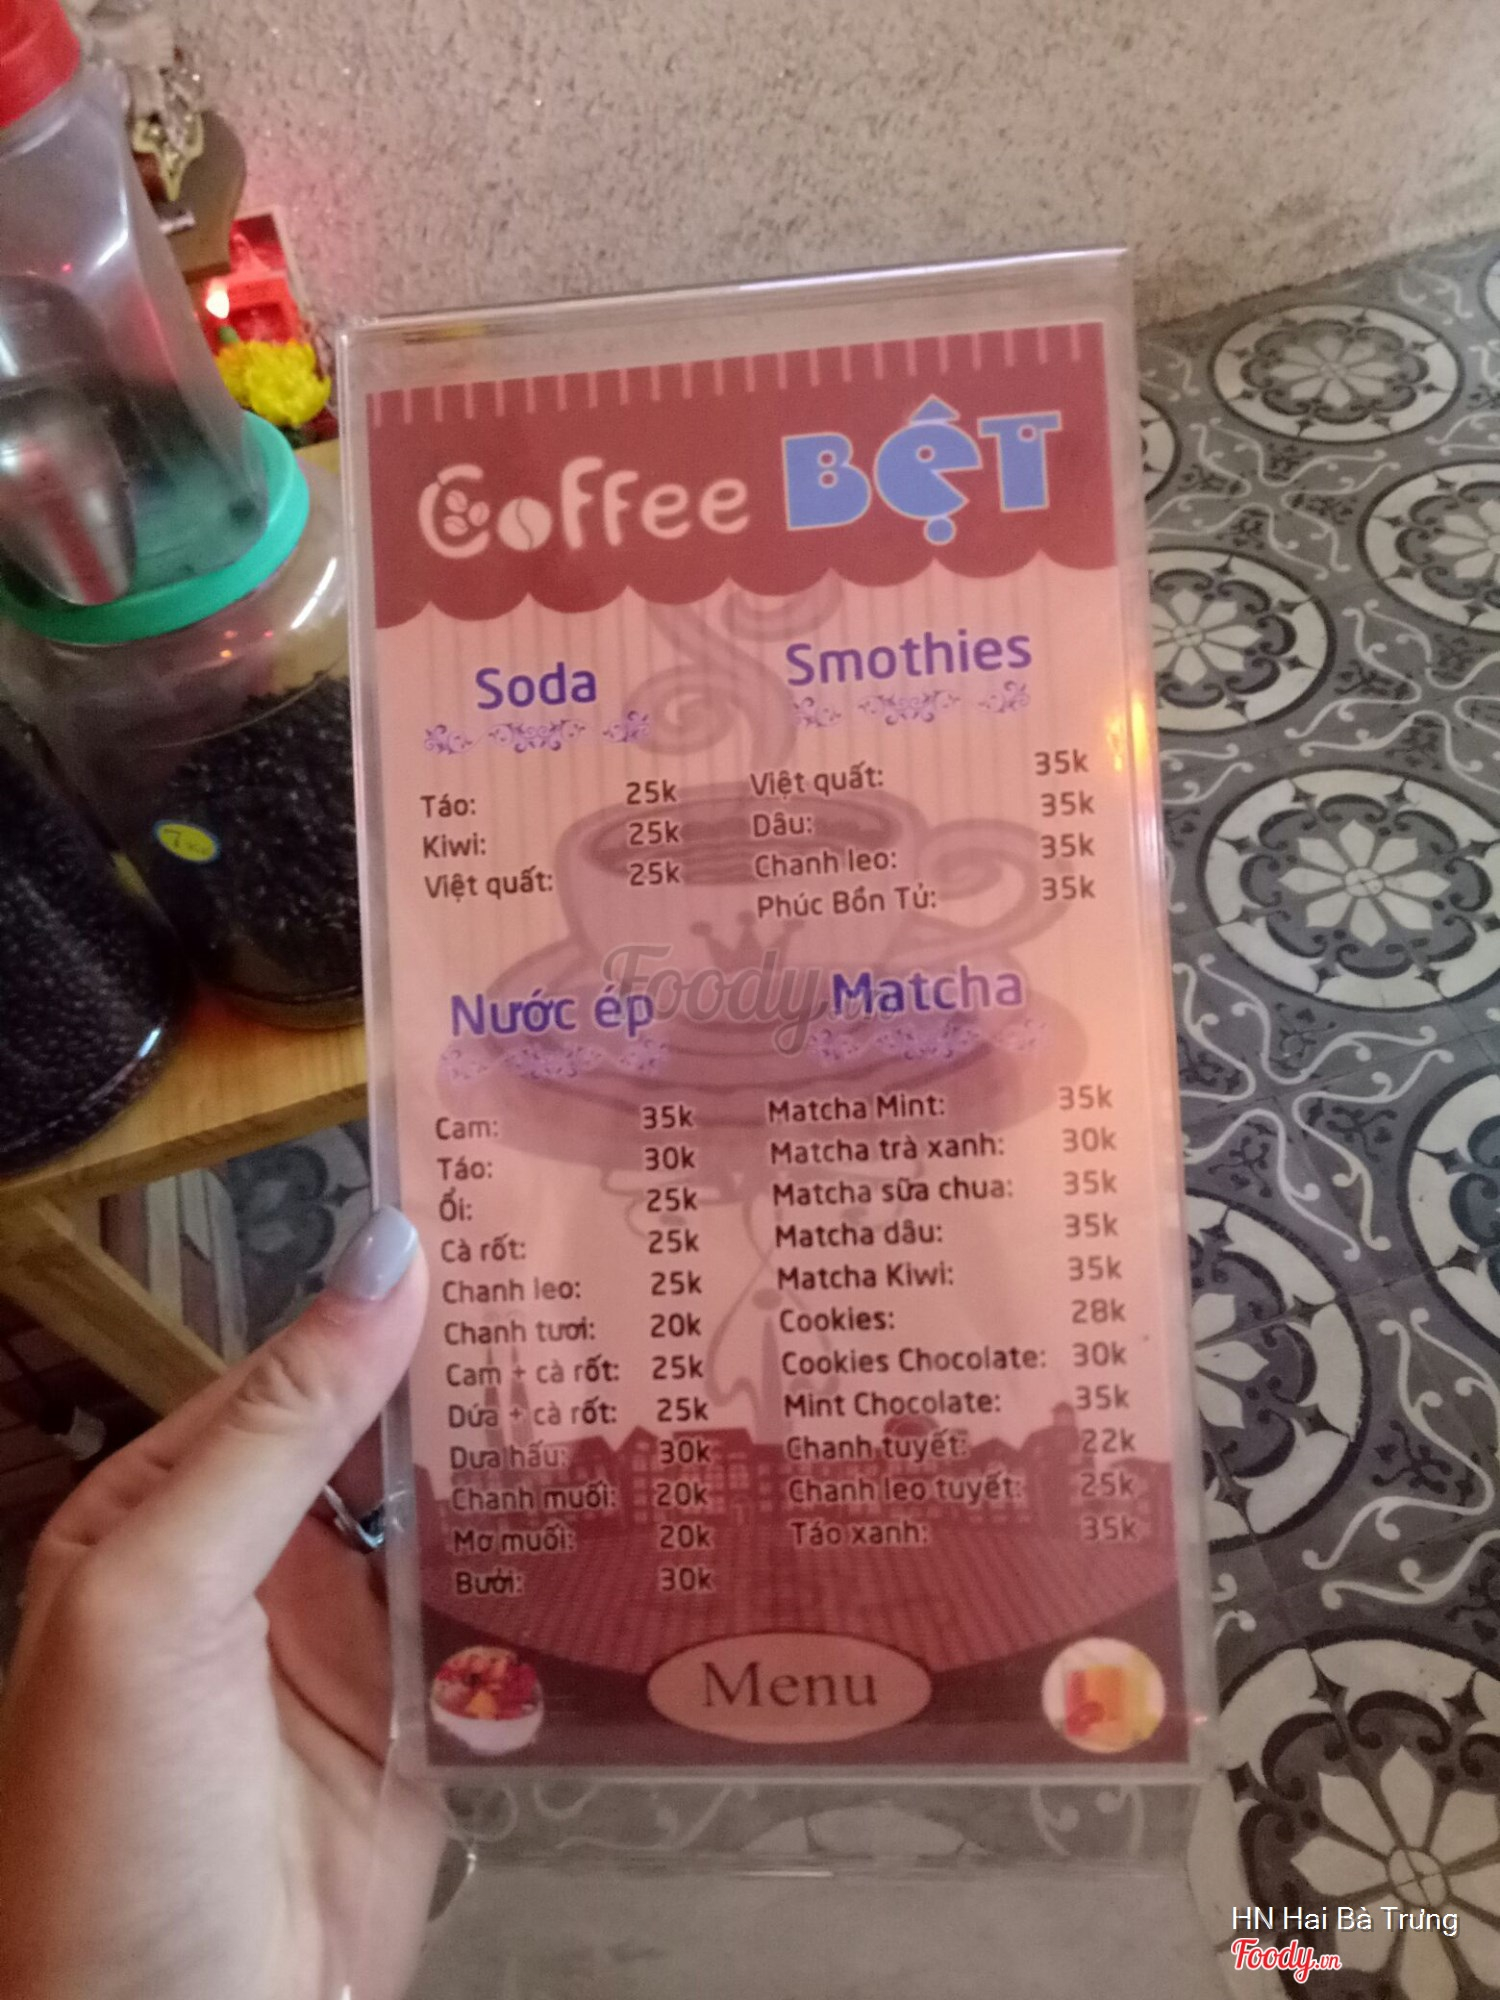 Coffee BỆT
Soda
Táo: 25k
Kiwi: 25k
Việt quất: 25k
Smothies
Việt quất: 35k
Dâu: 35k
Chanh leo: 35k
Phúc Bồn Tử: 35k
Nước ép
Cam: 35k
Táo: 30k
Ổi: 25k
Cà rốt: 25k
Chanh leo: 25k
Chanh tươi: 20k
Cam + cà rốt: 25k
Dứa + cà rốt: 25k
Dưa hấu: 30k
Chanh muối: 20k
Mơ muối: 20k
Bưởi: 30k
Matcha
Matcha Mint: 35k
Matcha trà xanh: 30k
Matcha sữa chua: 35k
Matcha dâu: 35k
Matcha Kiwi: 35k
Cookies: 28k
Cookies Chocolate: 30k
Mint Chocolate: 35k
Chanh tuyết: 22k
Chanh leo tuyết: 25k
Táo xanh: 35k
Menu
Foody.vn
HN Hai Bà Trưng
Foody.vn